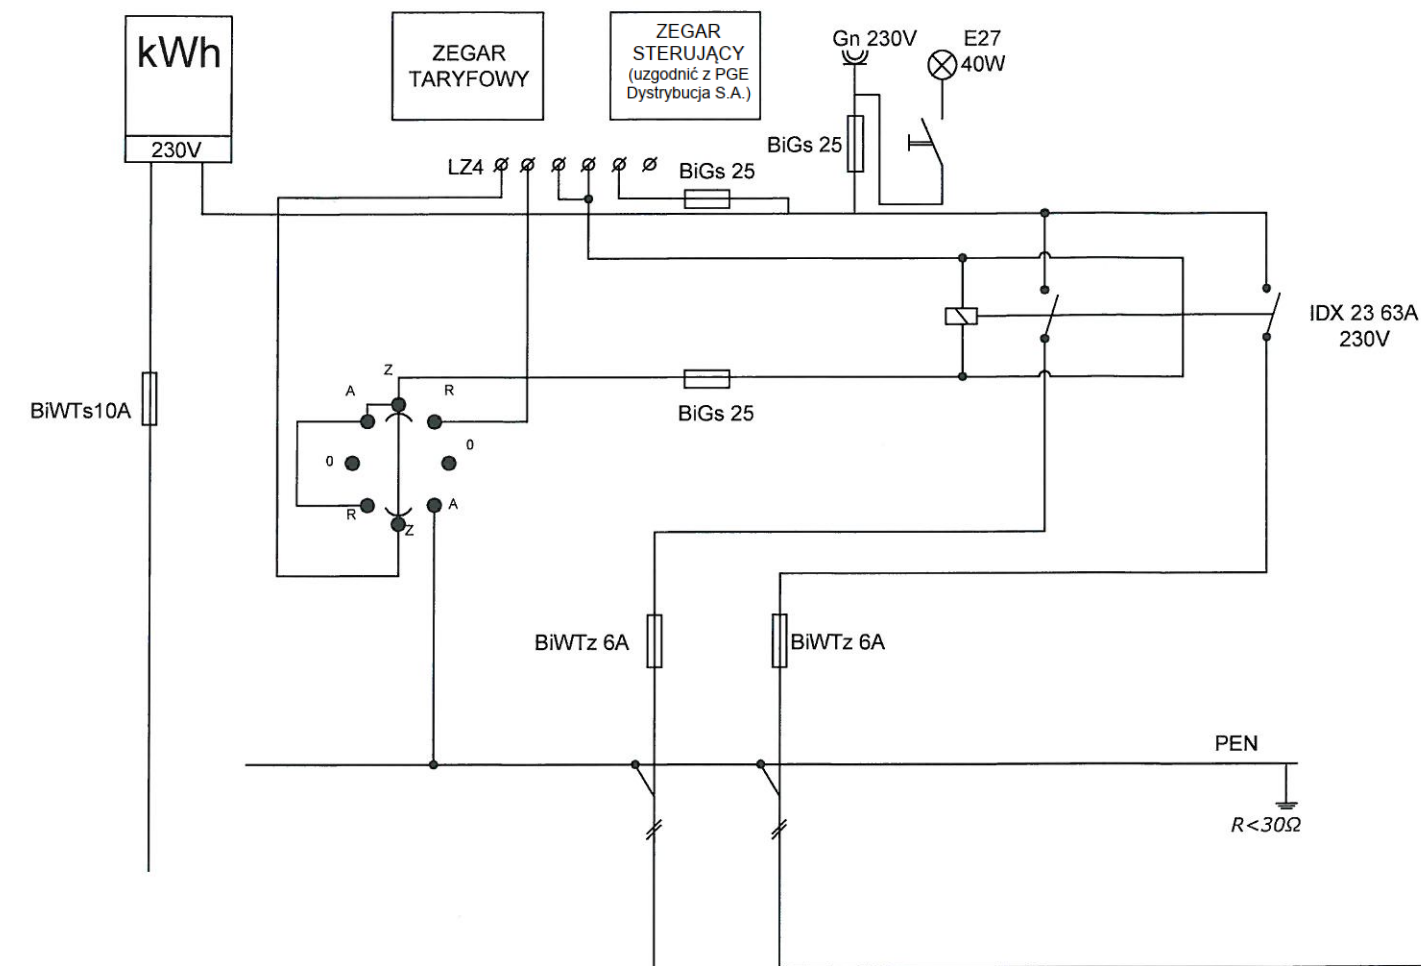 kWh
230V
ZEGAR
TARYFOWY
ZEGAR
STERUJĄCY
(uzgodnić z PGE
Dystrybucja S.A.)
Gn 230V
E27
40W
BiGs 25
LZ4
BiGs 25
IDX 23 63A
230V
BiWTs10A
A
Z
R
0
0
R
Z
A
BiGs 25
BiWTz 6A
BiWTz 6A
PEN
R<30Ω